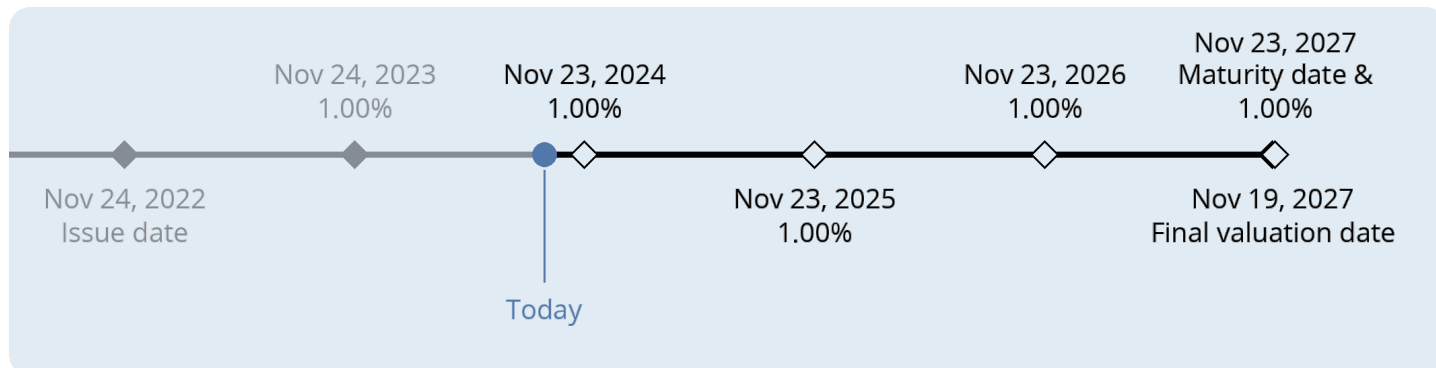 Nov 24, 2022
Issue date
Nov 24, 2023
1.00%
Today
Nov 23, 2024
1.00%
Nov 23, 2025
1.00%
Nov 23, 2026
1.00%
Nov 23, 2027
Maturity date &
1.00%
Nov 19, 2027
Final valuation date